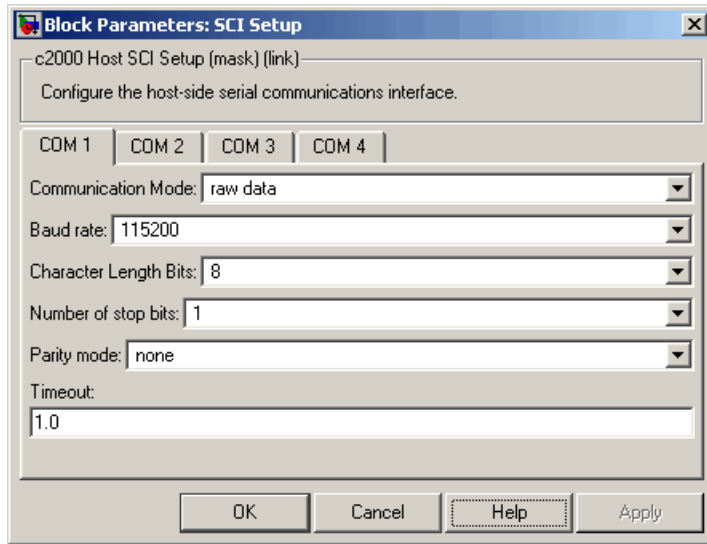 Block Parameters: SCI Setup
c2000 Host SCI Setup (mask) (link)
Configure the host-side serial communications interface.
COM 1 COM 2 COM 3 COM 4
Communication Mode: raw data
Baud rate: 115200
Character Length Bits: 8
Number of stop bits: 1
Parity mode: none
Timeout:
1.0
OK Cancel Help Apply